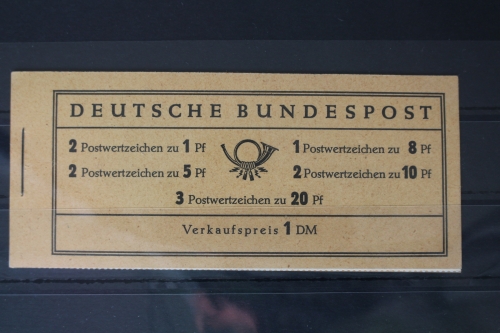 DEUTSCHE BUNDESPOST
2 Postwertzeichen zu 1 Pf 1 Postwertzeichen zu 8 Pf
2 Postwertzeichen zu 5 Pf 2 Postwertzeichen zu 10 Pf
3 Postwertzeichen zu 20 Pf
Verkaufspreis 1 DM